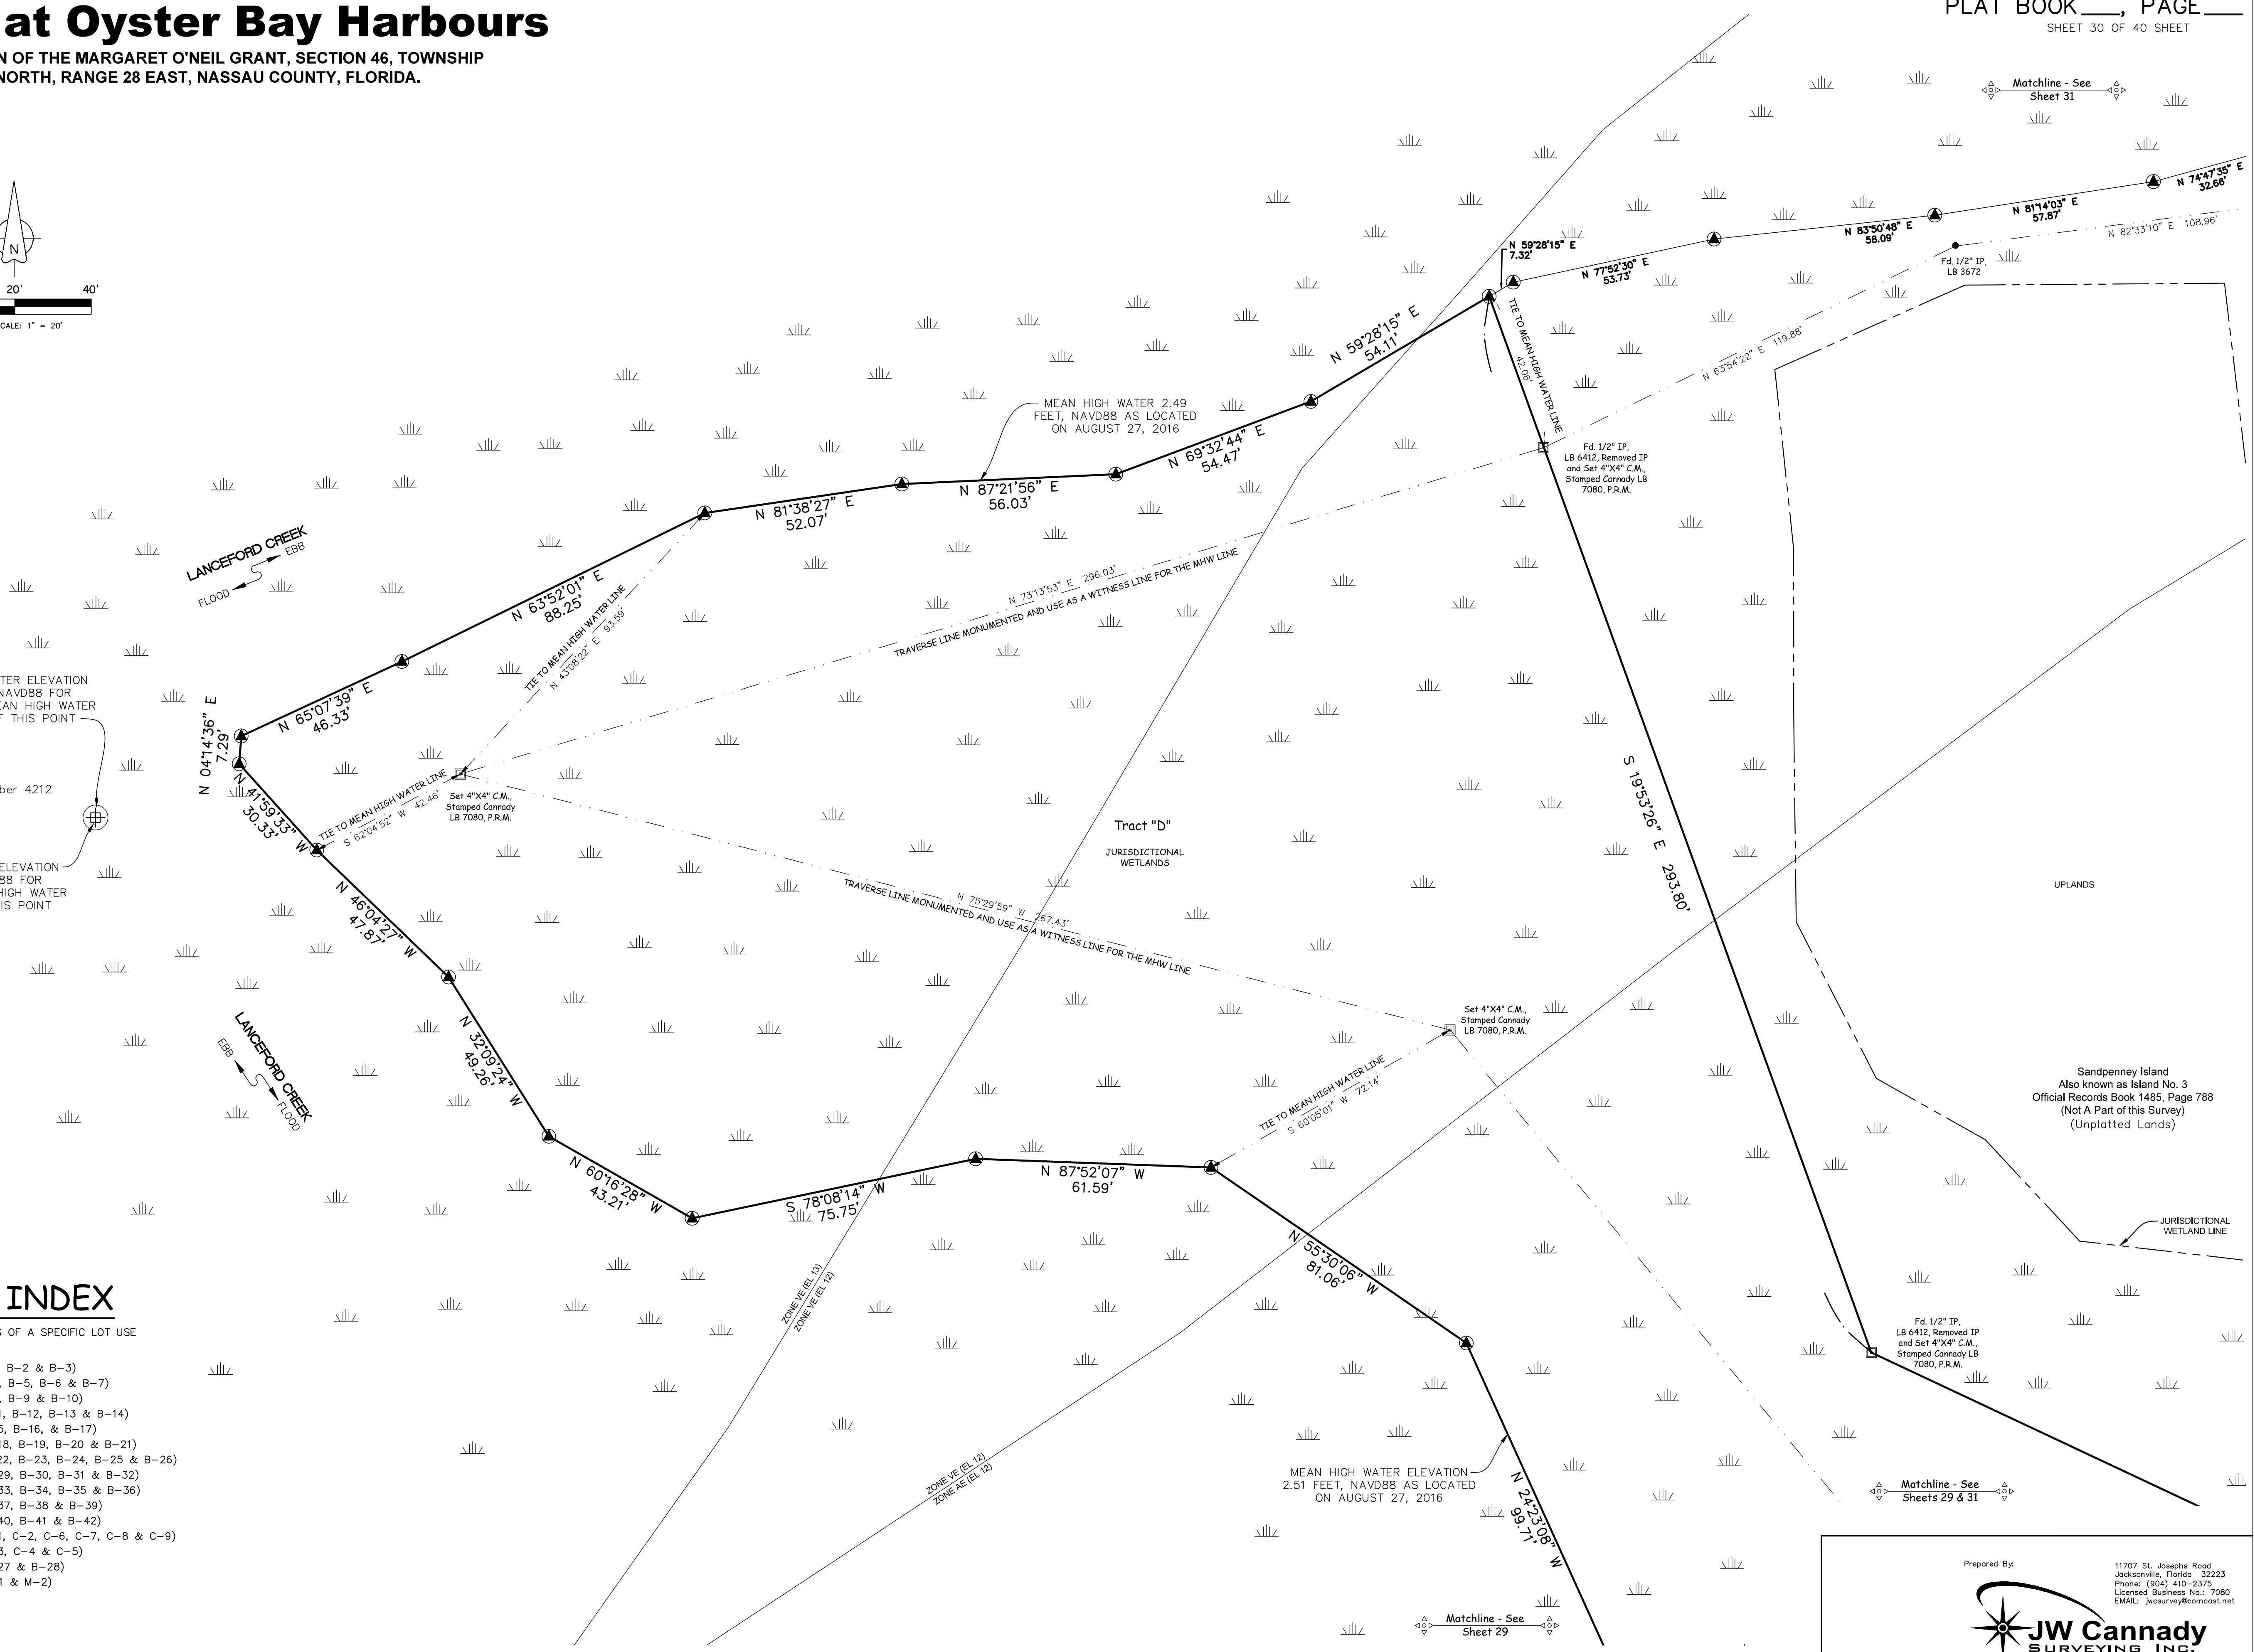 at Oyster Bay Harbours
N OF THE MARGARET O'NEIL GRANT, SECTION 46, TOWNSHIP
NORTH, RANGE 28 EAST, NASSAU COUNTY, FLORIDA.
PLAT BOOK___, PAGE___
SHEET 30 OF 40 SHEET
Matchline - See
Sheet 31
N
20' 40'
CALE: 1" = 20'
N 74°47'35" E
32.66'
N 81°14'03" E
57.87'
N 83°50'48" E
58.09'
N 82°33'10" E 108.96'
N 59°28'15" E
7.32'
N 77°52'30" E
53.73'
Fd. 1/2" IP,
LB 3672
TIE TO MEAN HIGH WATER LINE
42.06'
N 63°54'22" E 119.88'
N 59°28'15" E
54.11'
MEAN HIGH WATER 2.49
FEET, NAVD88 AS LOCATED
ON AUGUST 27, 2016
N 69°32'44" E
54.47'
Fd. 1/2" IP,
LB 6412, Removed IP
and Set 4"X4" C.M.,
Stamped Cannady LB
7080, P.R.M.
N 87°21'56" E
56.03'
N 81°38'27" E
52.07'
LANCEFORD CREEK
EBB
FLOOD
N 63°52'01" E
88.25'
TIE TO MEAN HIGH WATER LINE
N 43°08'22" E 93.59'
N 73°13'53" E 296.03'
TRAVERSE LINE MONUMENTED AND USE AS A WITNESS LINE FOR THE MHW LINE
TER ELEVATION
NAVD88 FOR
EAN HIGH WATER
F THIS POINT
N 04°14'36" E
7.29'
N 65°07'39" E
46.33'
ber 4212
N 41°59'33" W
30.33'
TIE TO MEAN HIGH WATER LINE
S 62°04'52" W 42.46'
Set 4"X4" C.M.,
Stamped Cannady
LB 7080, P.R.M.
Tract "D"
JURISDICTIONAL
WETLANDS
S 19°53'26" E 293.80'
ELEVATION
88 FOR
HIGH WATER
IS POINT
N 46°04'27" W
47.87'
N 75°29'59" W 267.43'
TRAVERSE LINE MONUMENTED AND USE AS A WITNESS LINE FOR THE MHW LINE
UPLANDS
Set 4"X4" C.M.,
Stamped Cannady
LB 7080, P.R.M.
LANCEFORD CREEK
EBB
FLOOD
N 32°09'24" W
49.26'
TIE TO MEAN HIGH WATER LINE
S 60°05'01" W 72.14'
Sandpenney Island
Also known as Island No. 3
Official Records Book 1485, Page 788
(Not A Part of this Survey)
(Unplatted Lands)
N 60°16'28" W
43.21'
S 78°08'14" W
75.75'
N 87°52'07" W
61.59'
JURISDICTIONAL
WETLAND LINE
N 55°30'06" W
81.06'
ZONE VE (EL 13)
ZONE VE (EL 12)
Fd. 1/2" IP,
LB 6412, Removed IP
and Set 4"X4" C.M.,
Stamped Cannady LB
7080, P.R.M.
INDEX
S OF A SPECIFIC LOT USE
B-2 & B-3)
, B-5, B-6 & B-7)
, B-9 & B-10)
1, B-12, B-13 & B-14)
5, B-16, & B-17)
18, B-19, B-20 & B-21)
22, B-23, B-24, B-25 & B-26)
29, B-30, B-31 & B-32)
33, B-34, B-35 & B-36)
37, B-38 & B-39)
40, B-41 & B-42)
1, C-2, C-6, C-7, C-8 & C-9)
3, C-4 & C-5)
27 & B-28)
1 & M-2)
ZONE VE (EL 12)
ZONE AE (EL 12)
MEAN HIGH WATER ELEVATION
2.51 FEET, NAVD88 AS LOCATED
ON AUGUST 27, 2016
N 24°23'08" W
99.71'
Matchline - See
Sheets 29 & 31
Matchline - See
Sheet 29
Prepared By:
11707 St. Josephs Road
Jacksonville, Florida 32223
Phone: (904) 410-2375
Licensed Business No.: 7080
EMAIL: jwcsurvey@comcast.net
JW Cannady
SURVEYING INC.